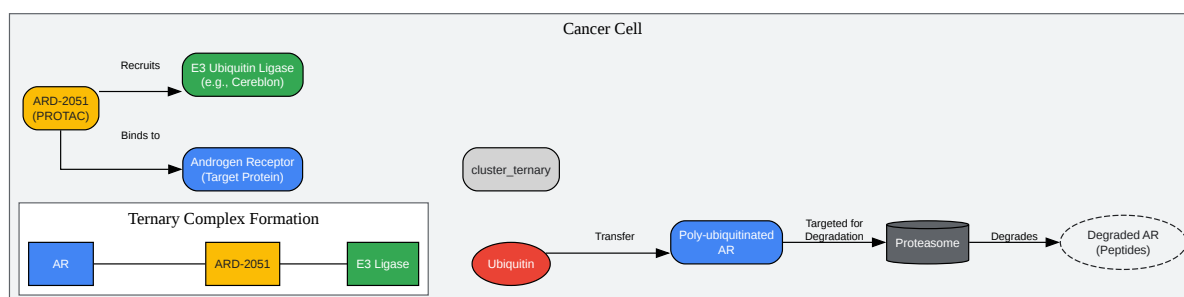 Cancer Cell
Recruits
E3 Ubiquitin Ligase
(e.g., Cereblon)
ARD-2051
(PROTAC)
Binds to
Androgen Receptor
(Target Protein)
cluster_ternary
Ternary Complex Formation
AR
ARD-2051
E3 Ligase
Ubiquitin
Transfer
Poly-ubiquitinated
AR
Targeted for
Degradation
Proteasome
Degrades
Degraded AR
(Peptides)